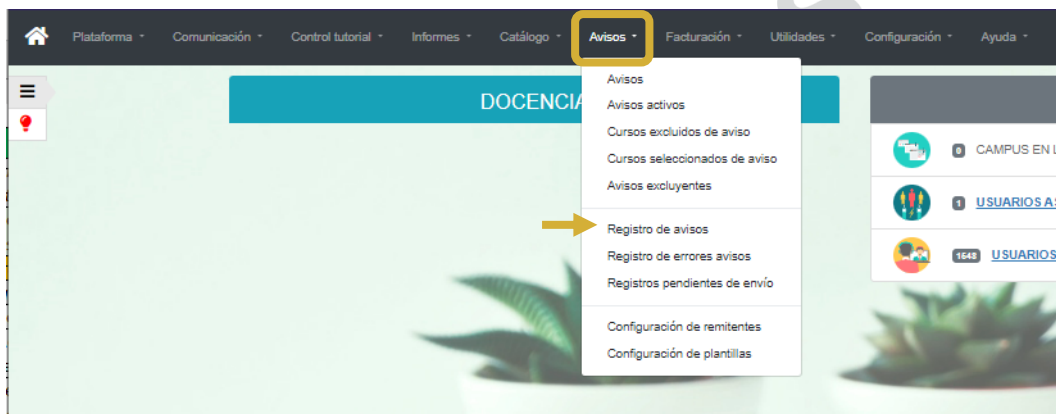 Plataforma Comunicación Control tutorial Informes Catálogo Avisos Facturación Utilidades Configuración Ayuda
DOCENCIA
Avisos
Avisos activos
Cursos excluidos de aviso
Cursos seleccionados de aviso
Avisos excluyentes
Registro de avisos
Registro de errores avisos
Registros pendientes de envío
Configuración de remitentes
Configuración de plantillas
0 CAMPUS EN L
1 USUARIOS AS
1648 USUARIOS